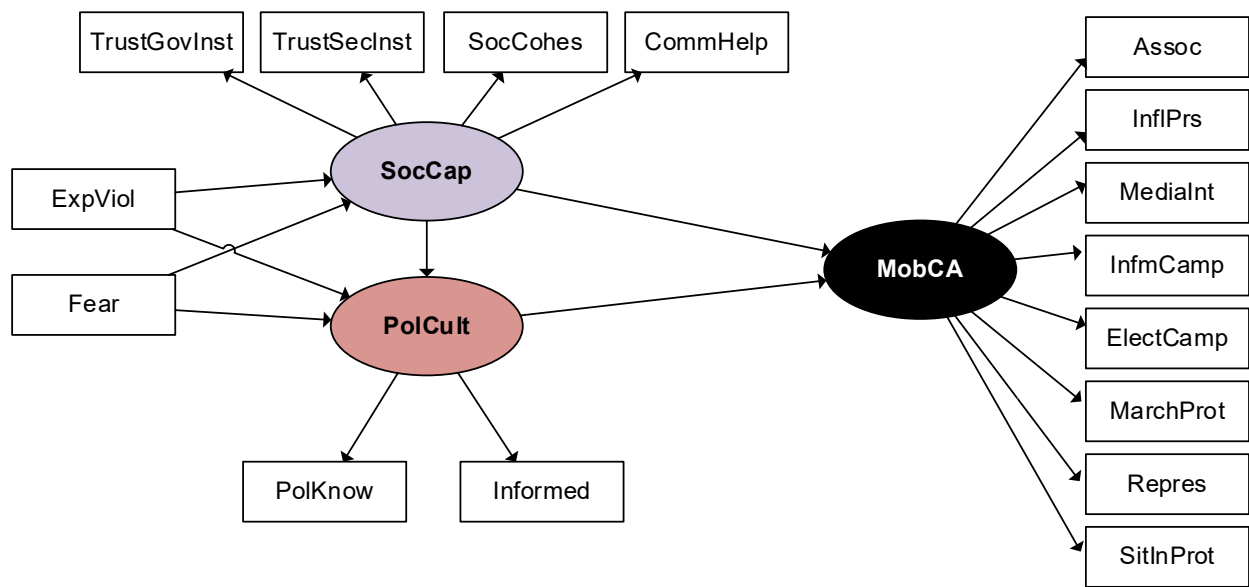 TrustGovInst
TrustSecInst
SocCohes
CommHelp
Assoc
InflPrs
MediaInt
InfmCamp
ElectCamp
MarchProt
Repres
SitInProt
ExpViol
Fear
SocCap
PolCult
MobCA
PolKnow
Informed